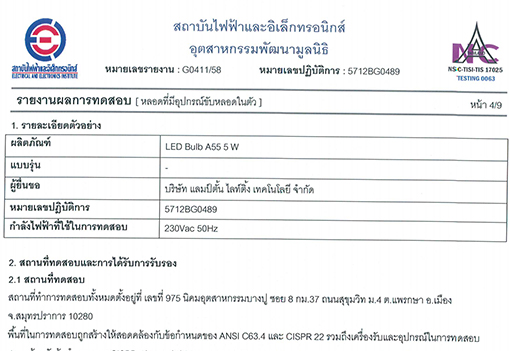 สถาบันไฟฟ้าและอิเล็กทรอนิกส์
อุตสาหกรรมพัฒนามูลนิธิ
สถาบันไฟฟ้าและอิเล็กทรอนิกส์
ELECTRICAL AND ELECTRONICS INSTITUTE
หมายเลขรายงาน : G0411/58 หมายเลขปฏิบัติการ : 5712BG0489
NS-C-TISI-TIS 17025
TESTING 0063
รายงานผลการทดสอบ [ หลอดที่มีอุปกรณ์ขับหลอดในตัว ] หน้า 4/9
1. รายละเอียดตัวอย่าง
ผลิตภัณฑ์ LED Bulb A55 5 W
แบบรุ่น -
ผู้ยื่นขอ บริษัท แลมป์ตั้น ไลท์ติ้ง เทคโนโลยี จำกัด
หมายเลขปฏิบัติการ 5712BG0489
กำลังไฟฟ้าที่ใช้ในการทดสอบ 230Vac 50Hz
2. สถานที่ทดสอบและการได้รับการรับรอง
2.1 สถานที่ทดสอบ
สถานที่ทำการทดสอบทั้งหมดตั้งอยู่ที่ เลขที่ 975 นิคมอุตสาหกรรมบางปู ซอย 8 กม.37 ถนนสุขุมวิท ม.4 ต.แพรกษา อ.เมือง
จ.สมุทรปราการ 10280
พื้นที่ในการทดสอบถูกสร้างให้สอดคล้องกับข้อกำหนดของ ANSI C63.4 และ CISPR 22 รวมถึงเครื่องรับและอุปกรณ์ในการทดสอบ